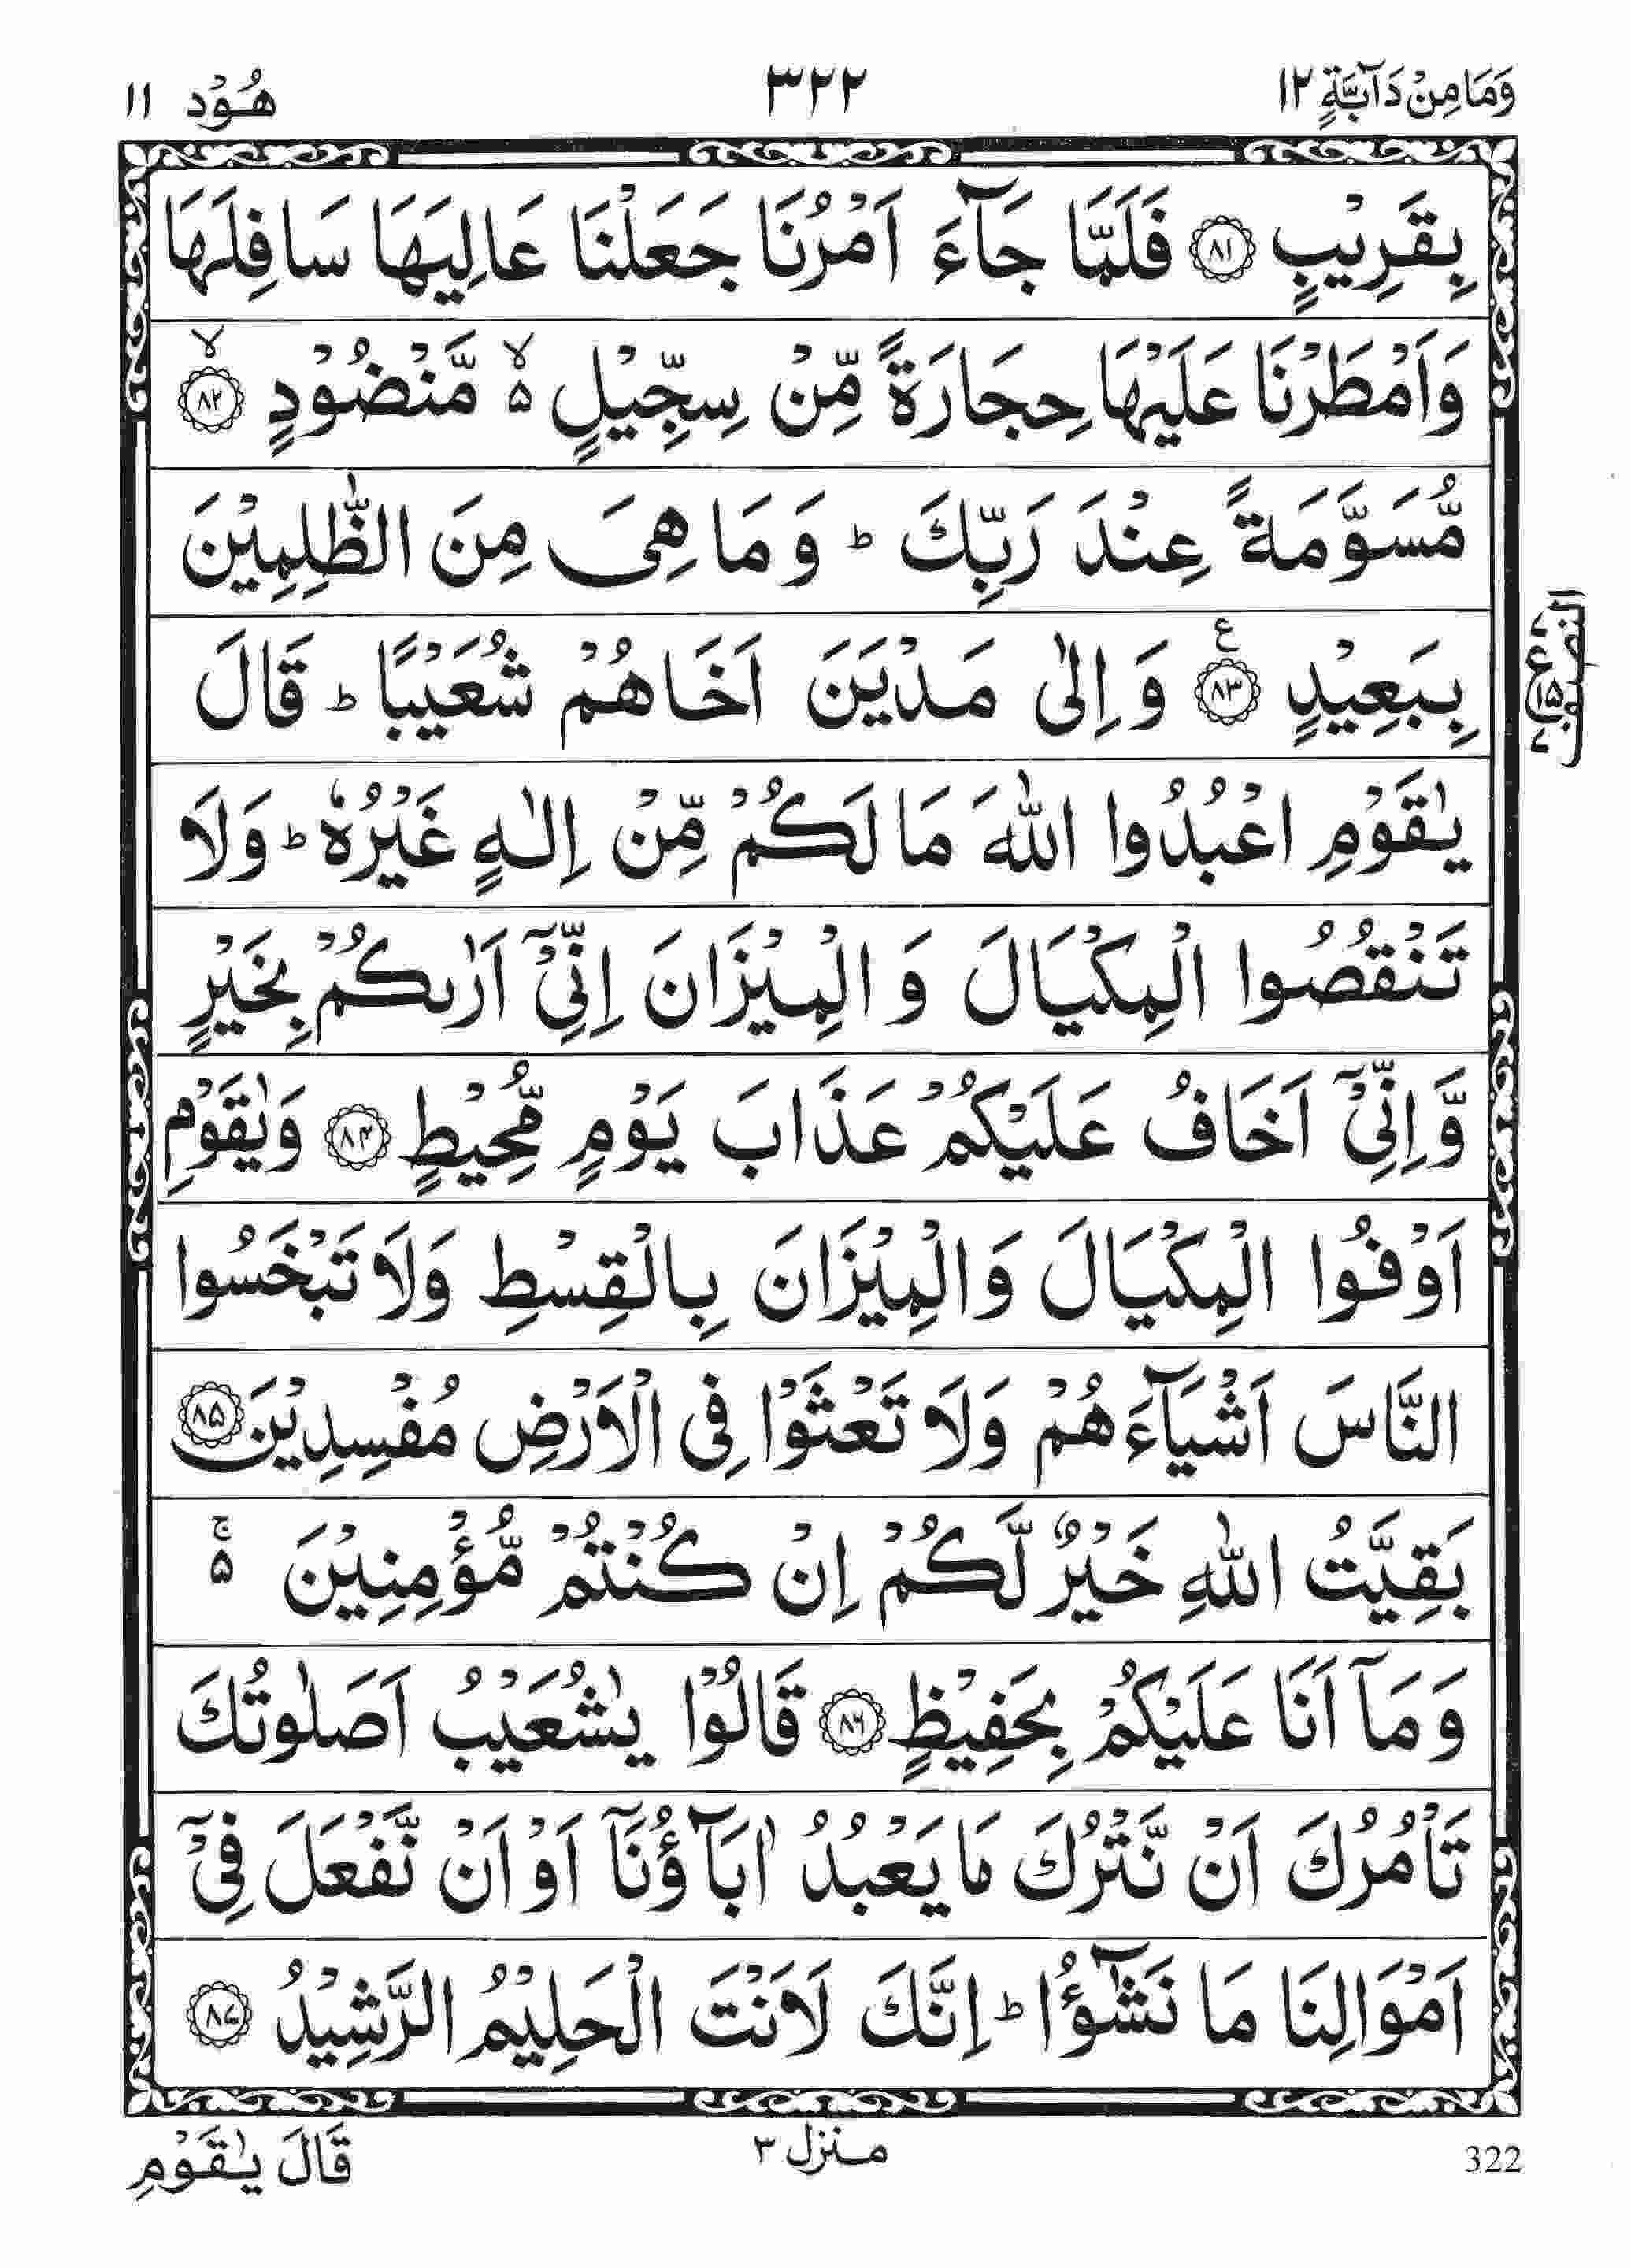 وَمَا مِنْ دَآبَّةٍ ١٢ ٣٢٢ هُوْد ١١
بِقَرِيْبٍ ﴿٨١﴾ فَلَمَّا جَآءَ اَمْرُنَا جَعَلْنَا عَالِيَهَا سَافِلَهَا
وَاَمْطَرْنَا عَلَيْهَا حِجَارَةً مِّنْ سِجِّيْلٍ ۙ۵ مَّنْضُوْدٍ ﴿٨٢﴾ۙ
مُّسَوَّمَةً عِنْدَ رَبِّكَ ؕ وَمَا هِىَ مِنَ الظّٰلِمِيْنَ
بِبَعِيْدٍ ﴿٨٣﴾ع وَ اِلٰى مَدْيَنَ اَخَاهُمْ شُعَيْبًا ؕ قَالَ
النصف ع ١٥
يٰقَوْمِ اعْبُدُوا اللّٰهَ مَا لَكُمْ مِّنْ اِلٰهٍ غَيْرُهٗ ؕ وَلَا
تَنْقُصُوا الْمِكْيَالَ وَ الْمِيْزَانَ اِنِّىْٓ اَرٰىكُمْ بِخَيْرٍ
وَّاِنِّىْٓ اَخَافُ عَلَيْكُمْ عَذَابَ يَوْمٍ مُّحِيْطٍ ﴿٨٤﴾ وَيٰقَوْمِ
اَوْفُوا الْمِكْيَالَ وَالْمِيْزَانَ بِالْقِسْطِ وَلَا تَبْخَسُوا
النَّاسَ اَشْيَآءَهُمْ وَلَا تَعْثَوْا فِى الْاَرْضِ مُفْسِدِيْنَ ﴿٨٥﴾
بَقِيَّتُ اللّٰهِ خَيْرٌ لَّكُمْ اِنْ كُنْتُمْ مُّؤْمِنِيْنَ ۚ۵
وَمَآ اَنَا عَلَيْكُمْ بِحَفِيْظٍ ﴿٨٦﴾ قَالُوْا يٰشُعَيْبُ اَصَلٰوتُكَ
تَاْمُرُكَ اَنْ نَّتْرُكَ مَا يَعْبُدُ اٰبَآؤُنَآ اَوْ اَنْ نَّفْعَلَ فِىْٓ
اَمْوَالِنَا مَا نَشٰٓؤُا ؕ اِنَّكَ لَاَنْتَ الْحَلِيْمُ الرَّشِيْدُ ﴿٨٧﴾
322 منزل ٣ قَالَ يٰقَوْمِ